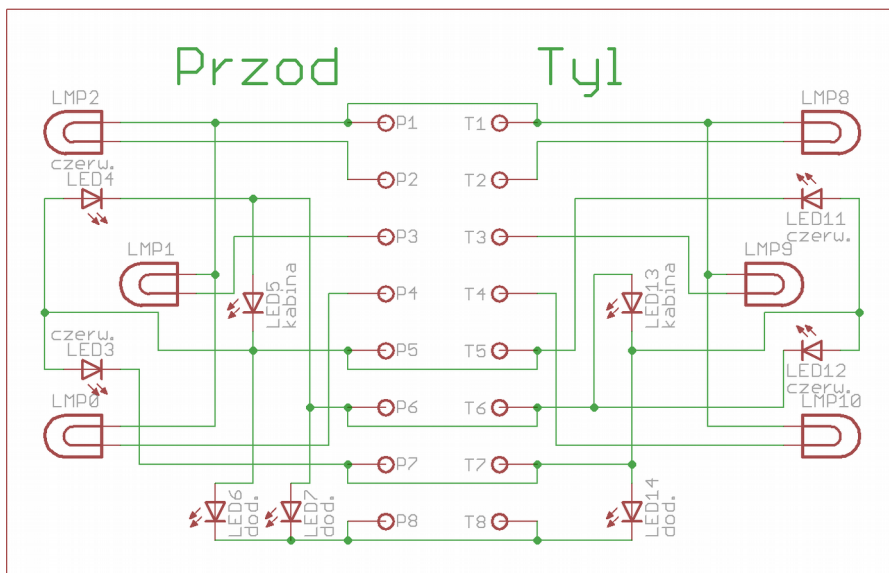 Przod Tyl
LMP2
LMP8
P1
T1
czerw.
LED4
P2
T2
LED11
czerw.
P3
T3
LMP1
LMP9
LED5
kabina
P4
T4
LED13
kabina
czerw.
LED3
P5
T5
LED12
czerw.
LMP0
P6
T6
LMP10
P7
T7
LED6
dod.
LED7
dod.
P8
T8
LED14
dod.